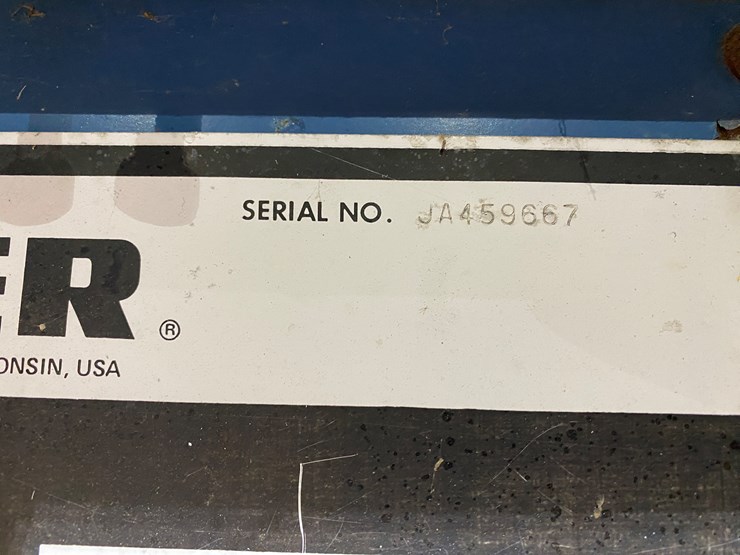 SERIAL NO. JA459667
ER®
ONSIN, USA